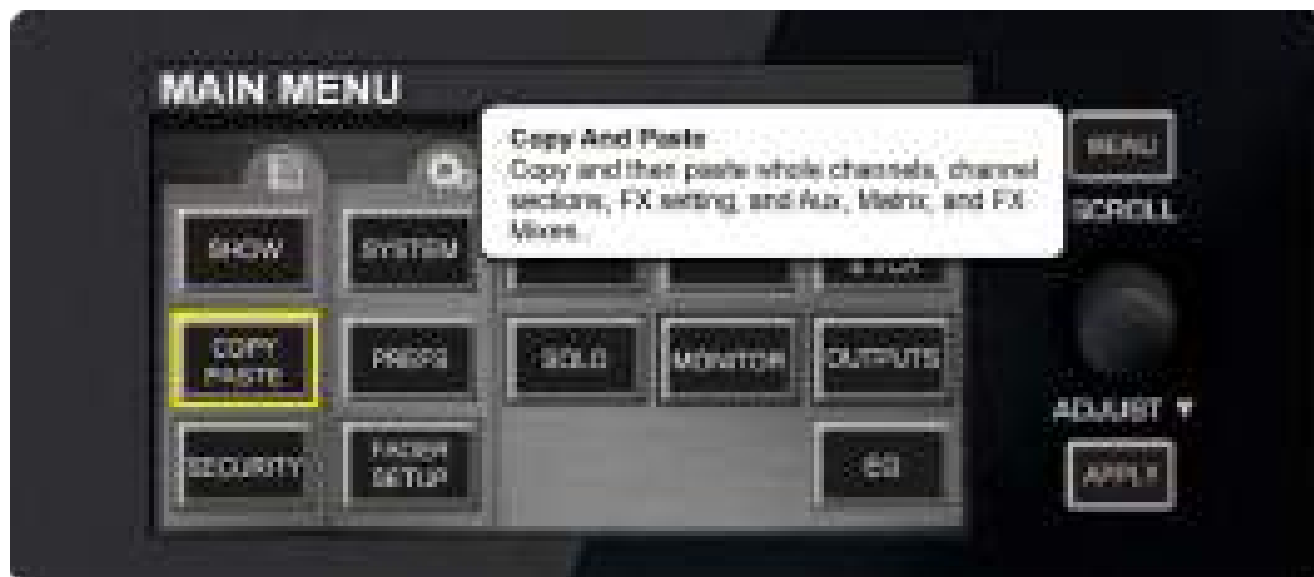 MAIN MENU
Copy And Paste
Copy and then paste whole channels, channel
sections, FX setting, and Aux, Matrix, and FX
Mixes.
MENU
SCROLL
SHOW
SYSTEM
& VCA
COPY
PASTE
PREFS
SOLO
MONITOR
OUTPUTS
ADJUST ▼
SECURITY
FADER
SETUP
EQ
APPLY